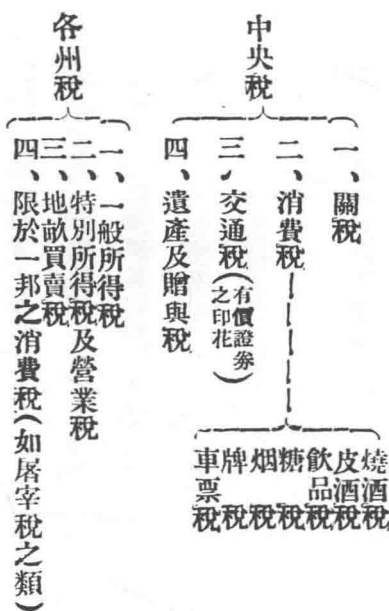 中央稅
一、關稅
二、消費稅
燒酒稅
皮酒稅
飲品稅
糖稅
烟稅
牌稅
車票稅
三、交通稅(有價證券之印花)
四、遺產及贈與稅
各州稅
一、一般所得稅
二、特別所得稅及營業稅
三、地畝買賣稅
四、限於一邦之消費稅(如屠宰稅之類)